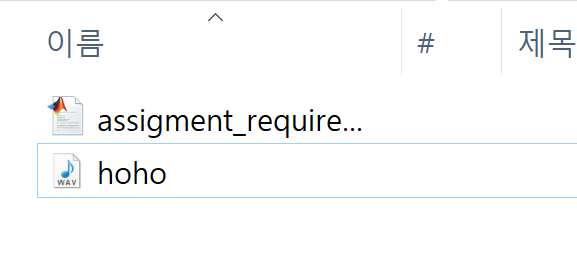 이름 # 제목
assigment_require...
WAV
hoho